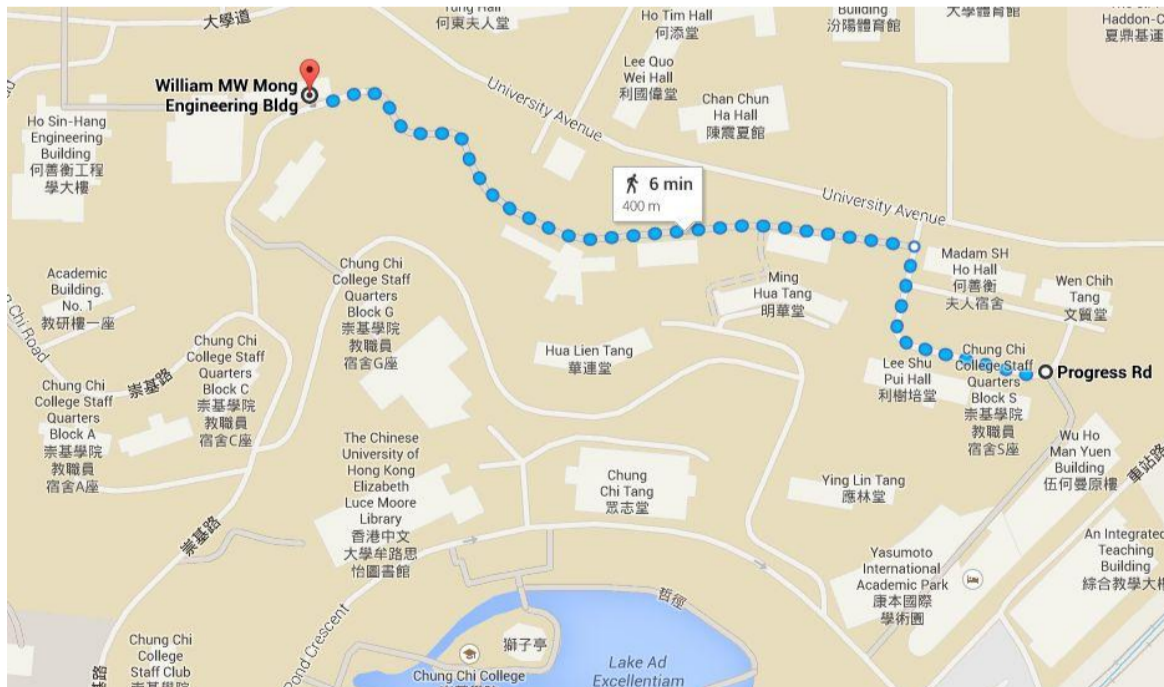 大學道
何東夫人堂
Ho Tim Hall
何添堂
Building
汾陽體育館
大學體育館
Haddon-C
夏鼎基運
William MW Mong
Engineering Bldg
Lee Quo
Wei Hall
利國偉堂
University Avenue
Chan Chun
Ha Hall
陳震夏館
Ho Sin-Hang
Engineering
Building
何善衡工程
學大樓
6 min
400 m
University Avenue
Madam SH
Ho Hall
何善衡
夫人宿舍
Wen Chih
Tang
文質堂
Academic
Building.
No. 1
教研樓一座
Chung Chi
College Staff
Quarters
Block G
崇基學院
教職員
宿舍G座
Ming
Hua Tang
明華堂
Hua Lien Tang
華連堂
Lee Shu
Pui Hall
利樹培堂
Chung Chi
College Staff
Quarters
Block S
崇基學院
教職員
宿舍S座
Progress Rd
Chi Road
崇基路
Chung Chi
College Staff
Quarters
Block C
崇基學院
教職員
宿舍C座
Chung Chi
College Staff
Quarters
Block A
崇基學院
教職員
宿舍A座
The Chinese
University of
Hong Kong
Elizabeth
Luce Moore
Library
香港中文
大學牟路思
怡圖書館
Chung
Chi Tang
眾志堂
Ying Lin Tang
應林堂
Wu Ho
Man Yuen
Building
伍何曼原樓
車站路
An Integrated
Teaching
Building
綜合教學大樓
崇基路
Yasumoto
International
Academic Park
康本國際
學術園
哲徑
Pond Crescent
獅子亭
Chung Chi College
Lake Ad
Excellentiam
Chung Chi
College
Staff Club
崇基學院
崇基路